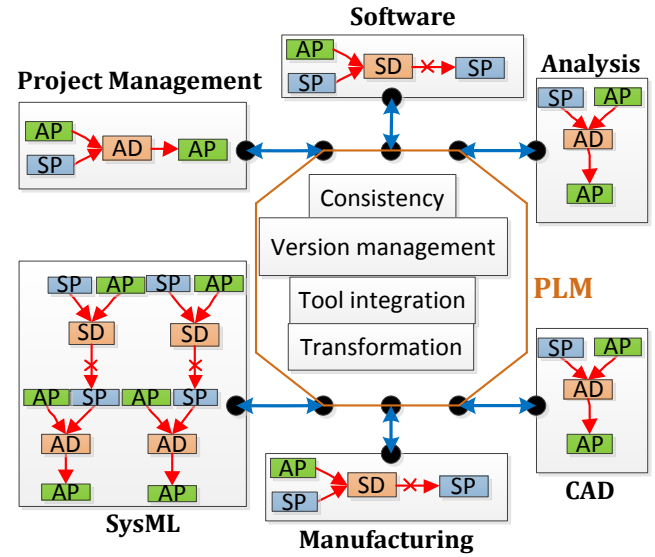 Software
AP
SP
SD
SP
Project Management
AP
SP
AD
AP
Analysis
SP
AP
AD
AP
Consistency
Version management
Tool integration
Transformation
PLM
SP AP SP AP
SD SD
AP SP AP SP
AD AD
AP AP
SysML
AP
SP
SD
SP
Manufacturing
SP
AP
AD
AP
CAD